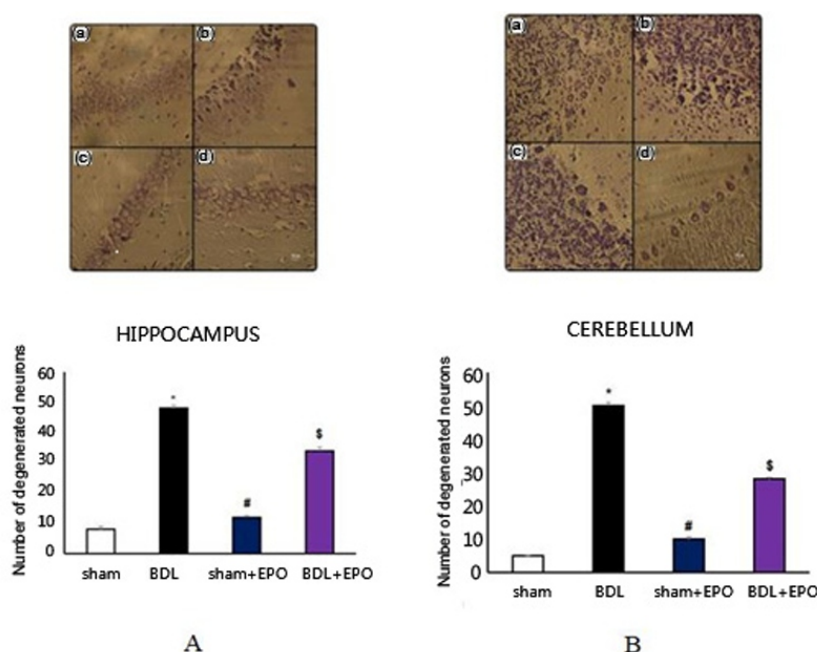 (a) (b)
(c) (d)
HIPPOCAMPUS
Number of degenerated neurons
60
50
40
30
20
10
0
*
#
$
sham BDL sham+EPO BDL+EPO
A
(a) (b)
(c) (d)
CEREBELLUM
Number of degenerated neurons
60
50
40
30
20
10
0
*
#
$
sham BDL sham+EPO BDL+EPO
B